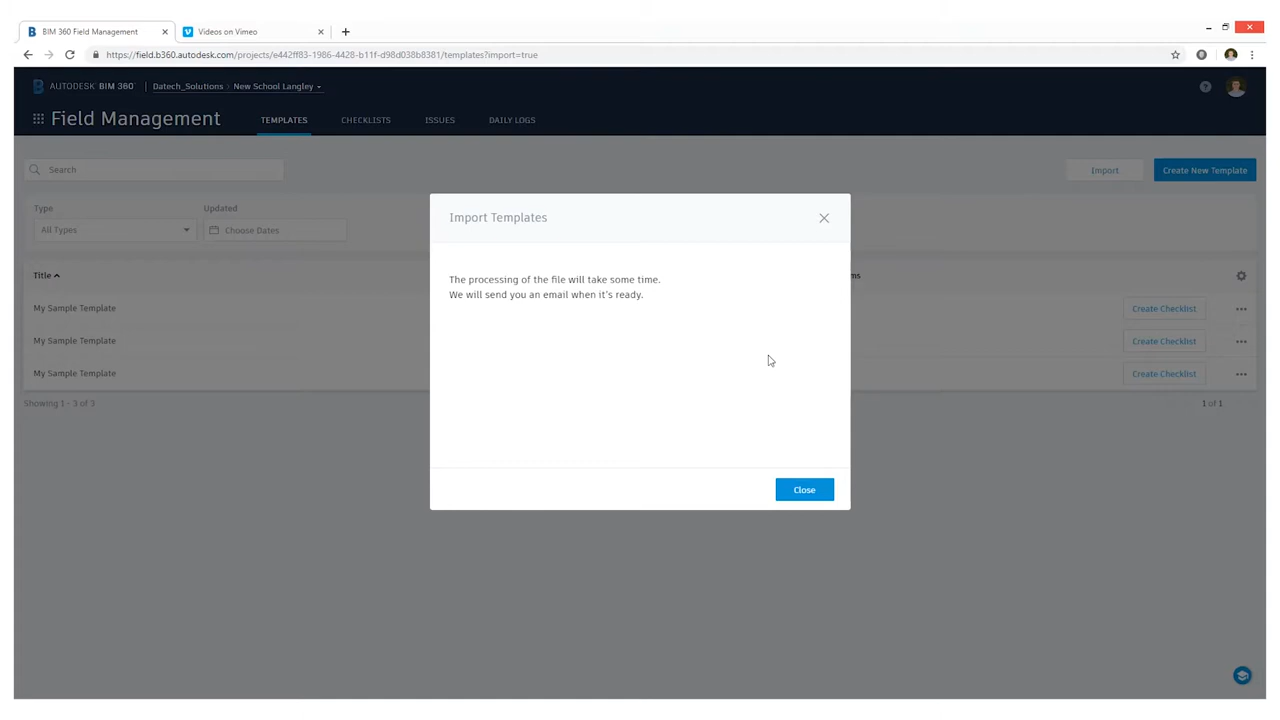 BIM 360 Field Management
Videos on Vimeo
https://field.b360.autodesk.com/projects/e442ff83-1986-4428-b11f-d98d038b8381/templates?import=true
AUTODESK® BIM 360™ Datech_Solutions > New School Langley
Field Management TEMPLATES CHECKLISTS ISSUES DAILY LOGS
Search Import Create New Template
Import Templates
Type Updated
All Types Choose Dates
The processing of the file will take some time.
We will send you an email when it's ready.
Title ms
My Sample Template Create Checklist
My Sample Template Create Checklist
My Sample Template Create Checklist
Showing 1 - 3 of 3 1 of 1
Close